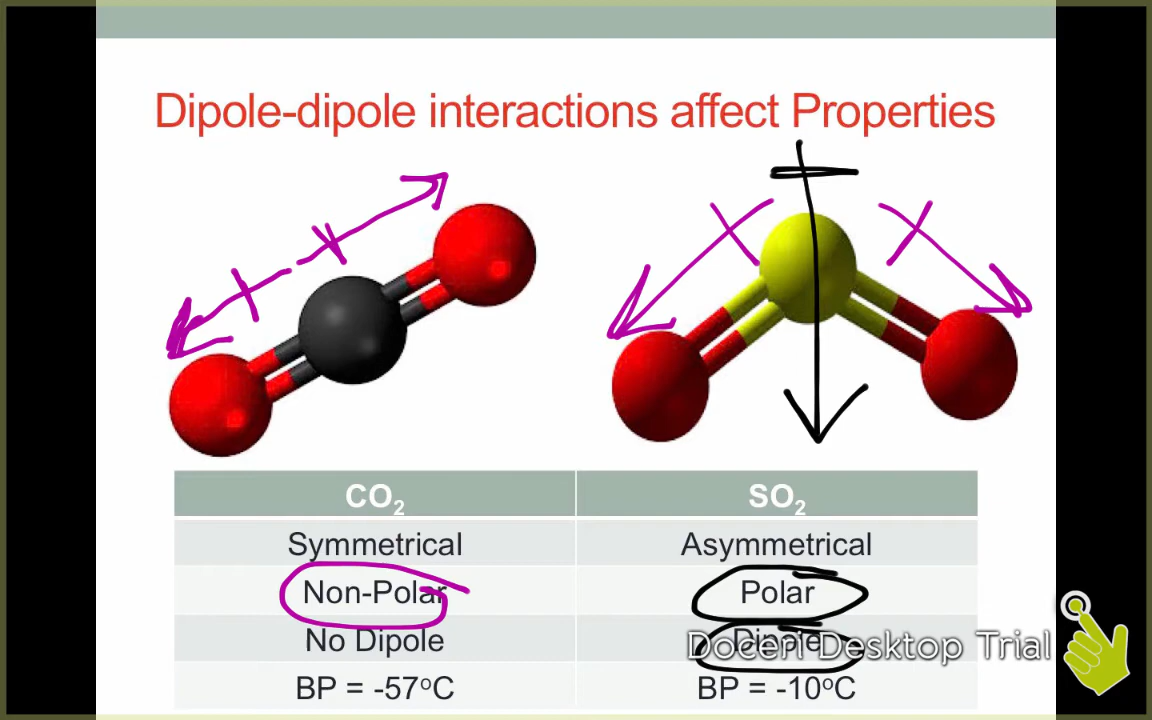 Dipole-dipole interactions affect Properties
CO₂ SO₂
Symmetrical Asymmetrical
Non-Polar Polar
No Dipole Dipole
Doceri Desktop Trial
BP = -57ºC BP = -10ºC